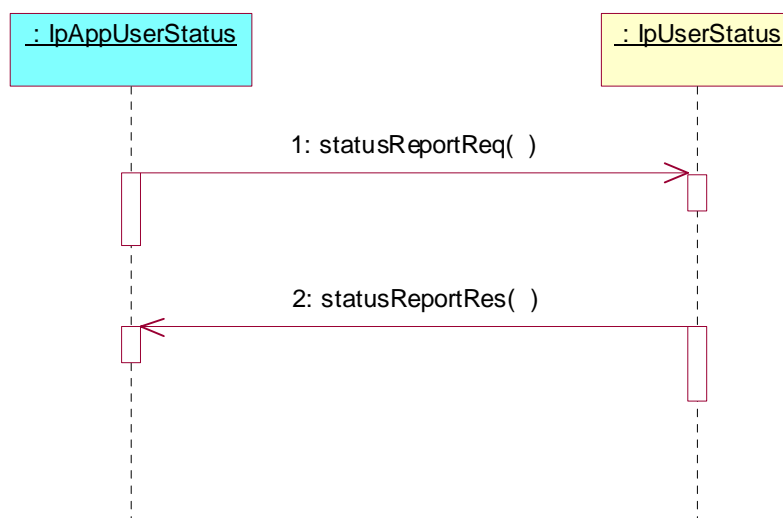 : IpAppUserStatus
: IpUserStatus
1: statusReportReq( )
2: statusReportRes( )